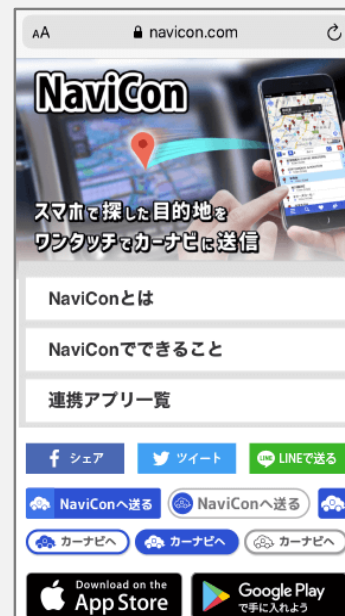 AA navicon.com
NaviCon
スマホで探した目的地を
ワンタッチでカーナビに送信
NaviConとは
NaviConでできること
連携アプリ一覧
シェア ツイート LINE LINEで送る
NaviConへ送る NaviConへ送る
カーナビへ カーナビへ カーナビへ
Download on the
App Store
Google Play
で手に入れよう